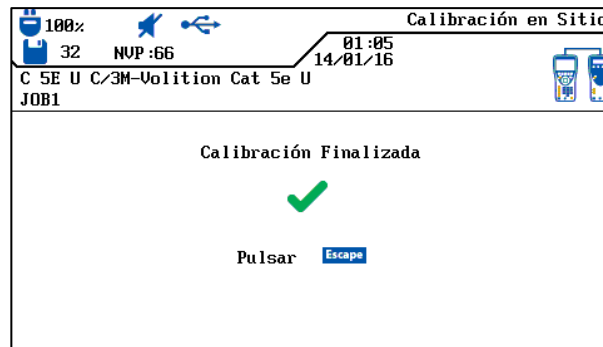 100% Calibración en Sitio
32 NVP:66 01:05
14/01/16
C 5E U C/3M-Volition Cat 5e U
JOB1
Calibración Finalizada
Pulsar Escape